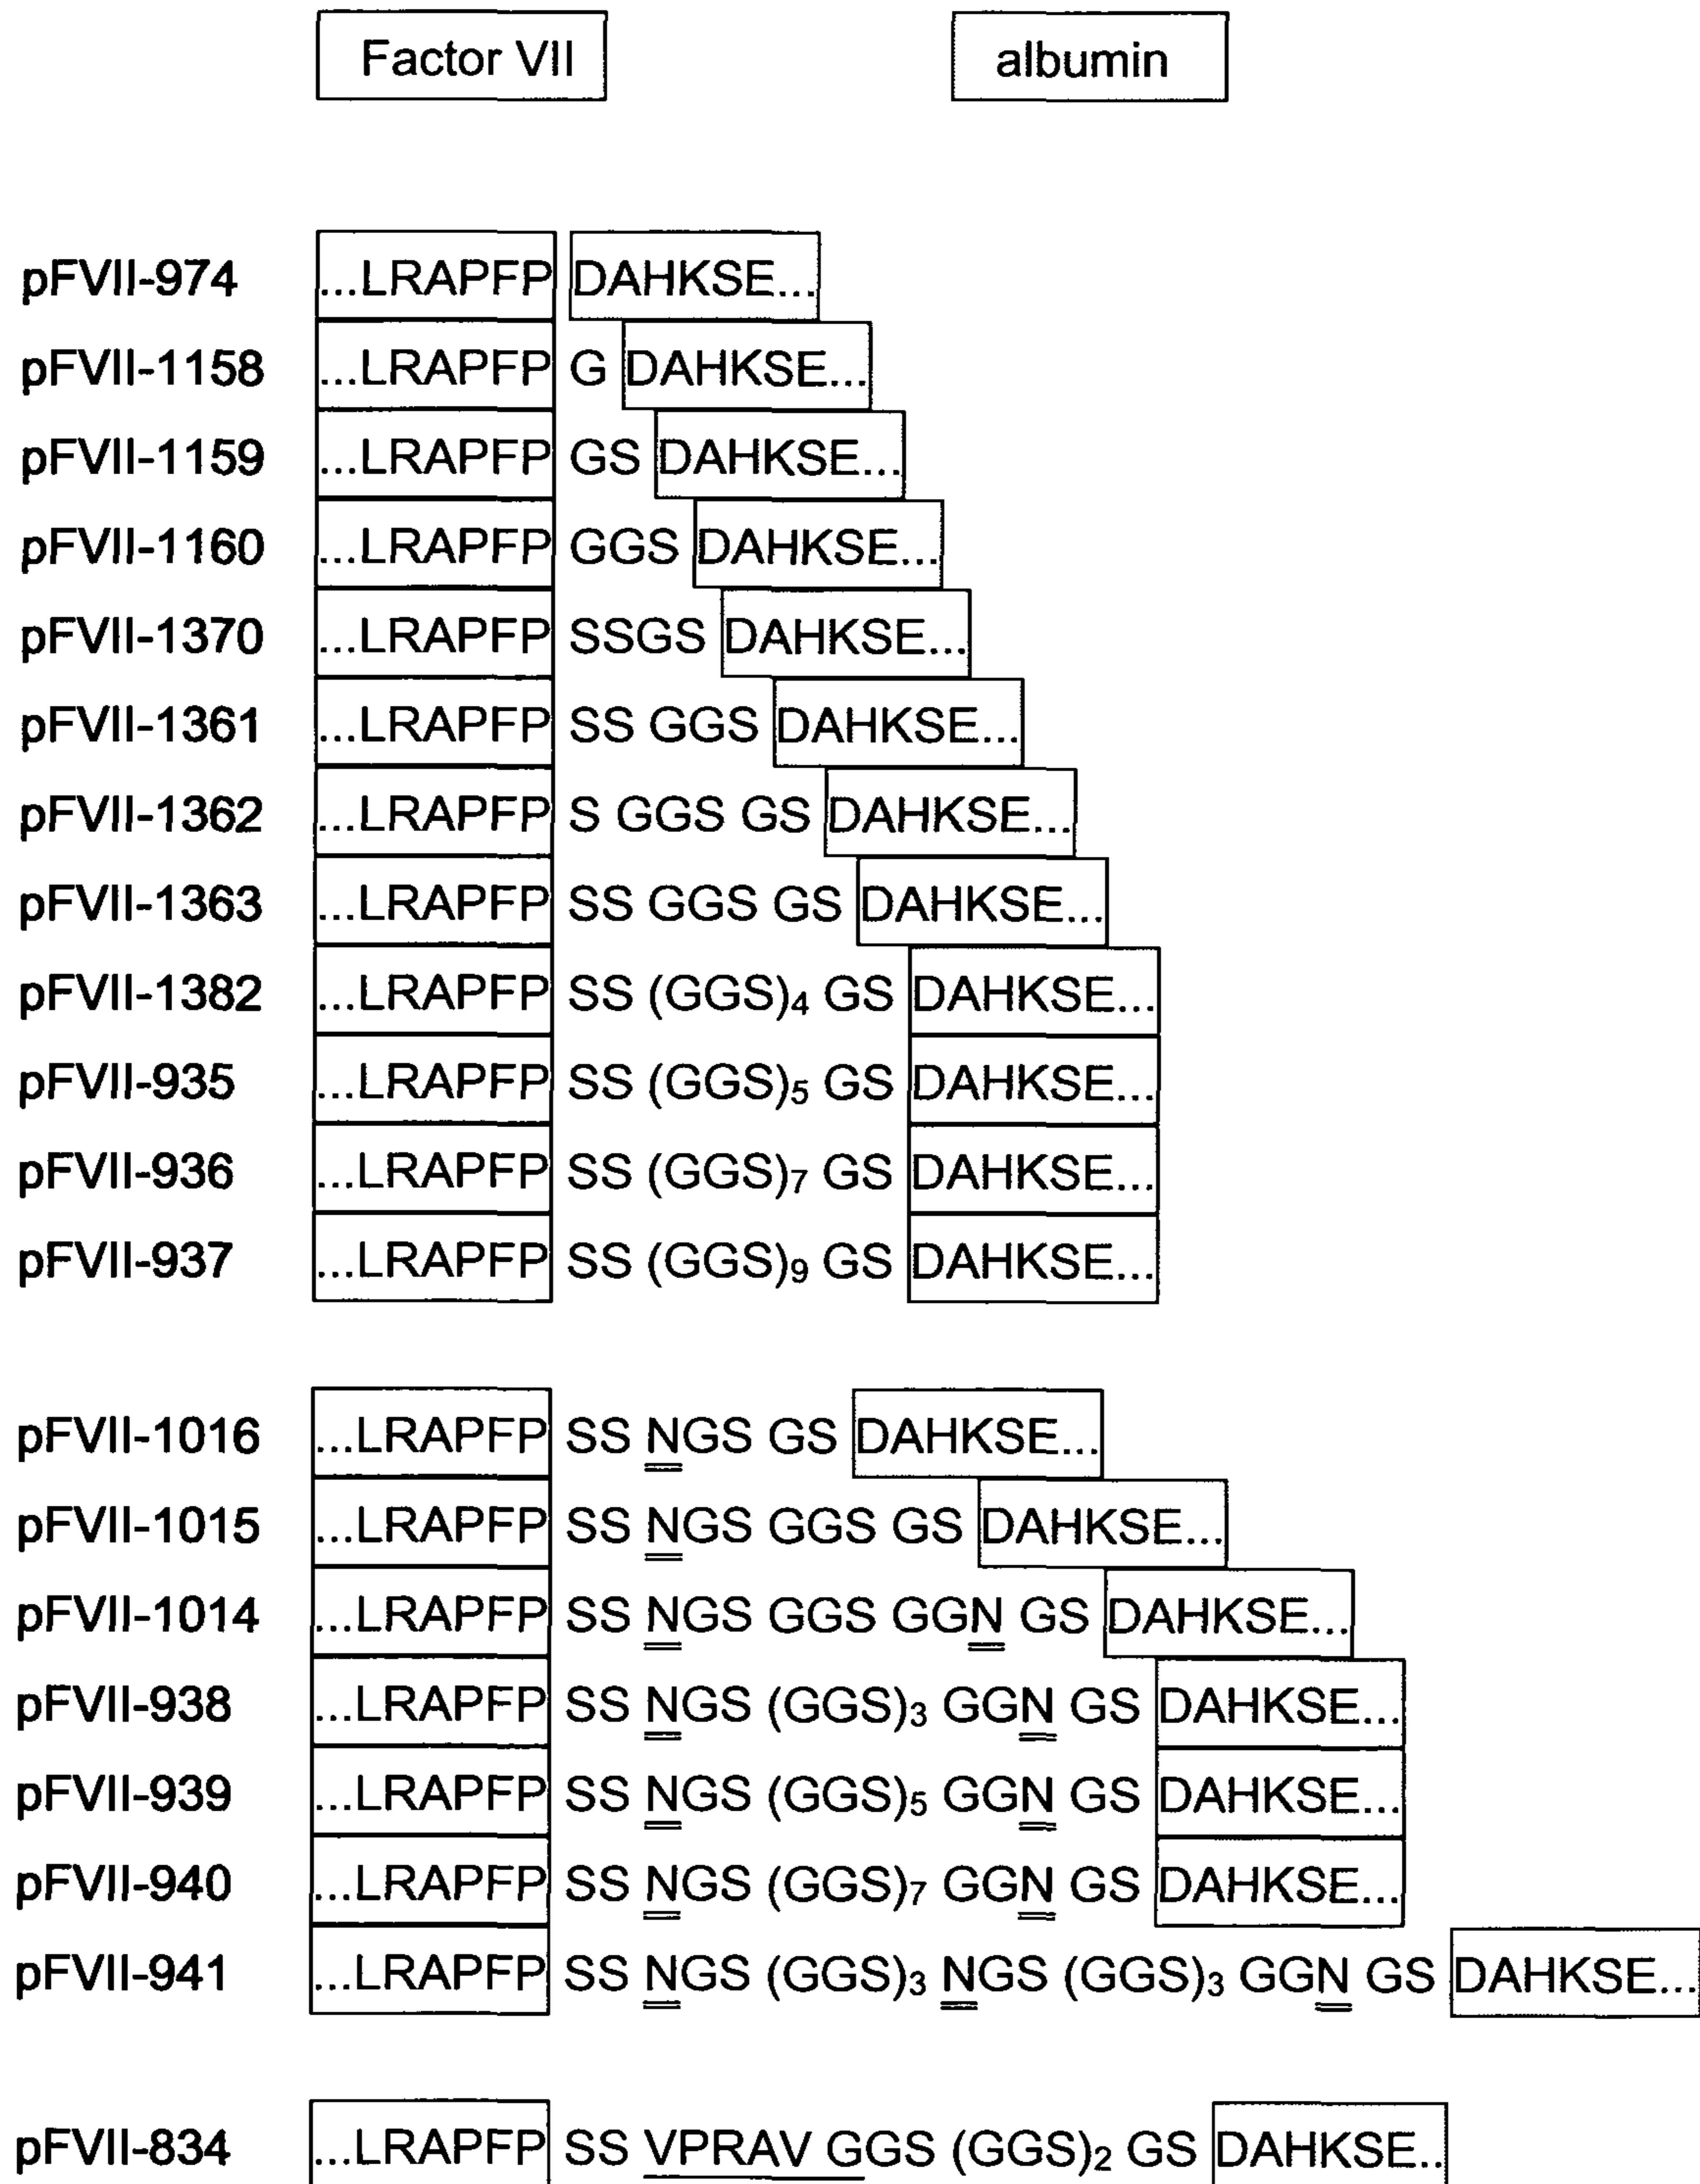 Factor VII albumin
pFVII-974 ...LRAPFP DAHKSE...
pFVII-1158 ...LRAPFP G DAHKSE...
pFVII-1159 ...LRAPFP GS DAHKSE...
pFVII-1160 ...LRAPFP GGS DAHKSE...
pFVII-1370 ...LRAPFP SSGS DAHKSE...
pFVII-1361 ...LRAPFP SS GGS DAHKSE...
pFVII-1362 ...LRAPFP S GGS GS DAHKSE...
pFVII-1363 ...LRAPFP SS GGS GS DAHKSE...
pFVII-1382 ...LRAPFP SS (GGS)₄ GS DAHKSE...
pFVII-935 ...LRAPFP SS (GGS)₅ GS DAHKSE...
pFVII-936 ...LRAPFP SS (GGS)₇ GS DAHKSE...
pFVII-937 ...LRAPFP SS (GGS)₉ GS DAHKSE...
pFVII-1016 ...LRAPFP SS NGS GS DAHKSE...
pFVII-1015 ...LRAPFP SS NGS GGS GS DAHKSE...
pFVII-1014 ...LRAPFP SS NGS GGS GGN GS DAHKSE...
pFVII-938 ...LRAPFP SS NGS (GGS)₃ GGN GS DAHKSE...
pFVII-939 ...LRAPFP SS NGS (GGS)₅ GGN GS DAHKSE...
pFVII-940 ...LRAPFP SS NGS (GGS)₇ GGN GS DAHKSE...
pFVII-941 ...LRAPFP SS NGS (GGS)₃ NGS (GGS)₃ GGN GS DAHKSE...
pFVII-834 ...LRAPFP SS VPRAV GGS (GGS)₂ GS DAHKSE..